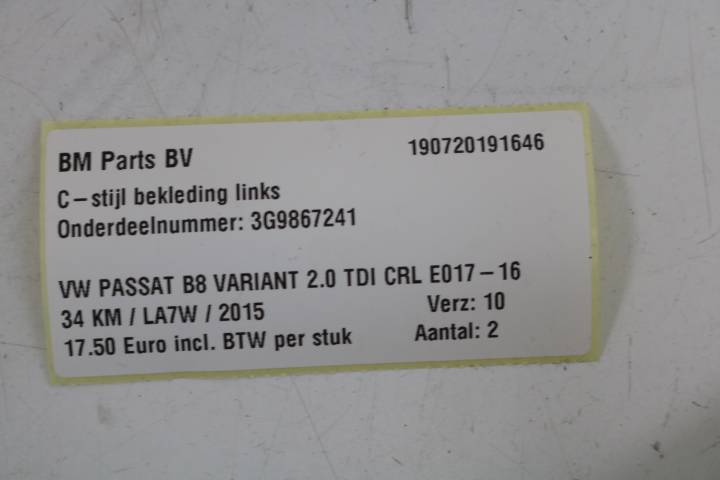 BM Parts BV 190720191646
C-stijl bekleding links
Onderdeelnummer: 3G9867241
VW PASSAT B8 VARIANT 2.0 TDI CRL E017-16
34 KM / LA7W / 2015 Verz: 10
17.50 Euro incl. BTW per stuk Aantal: 2